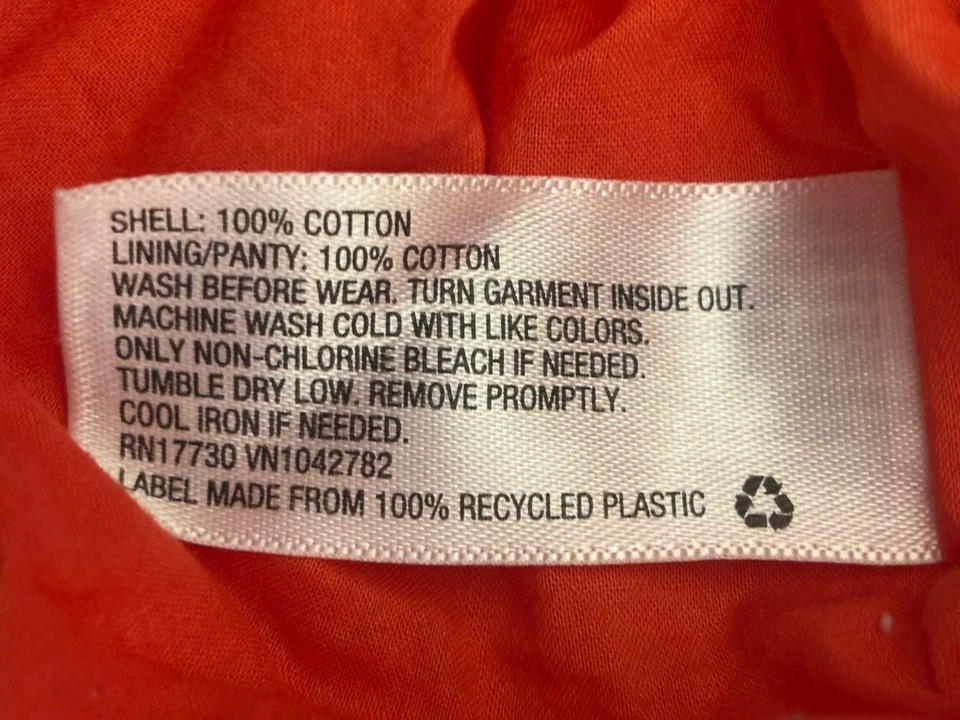 SHELL: 100% COTTON
LINING/PANTY: 100% COTTON
WASH BEFORE WEAR. TURN GARMENT INSIDE OUT.
MACHINE WASH COLD WITH LIKE COLORS.
ONLY NON-CHLORINE BLEACH IF NEEDED.
TUMBLE DRY LOW. REMOVE PROMPTLY.
COOL IRON IF NEEDED.
RN17730 VN1042782
LABEL MADE FROM 100% RECYCLED PLASTIC